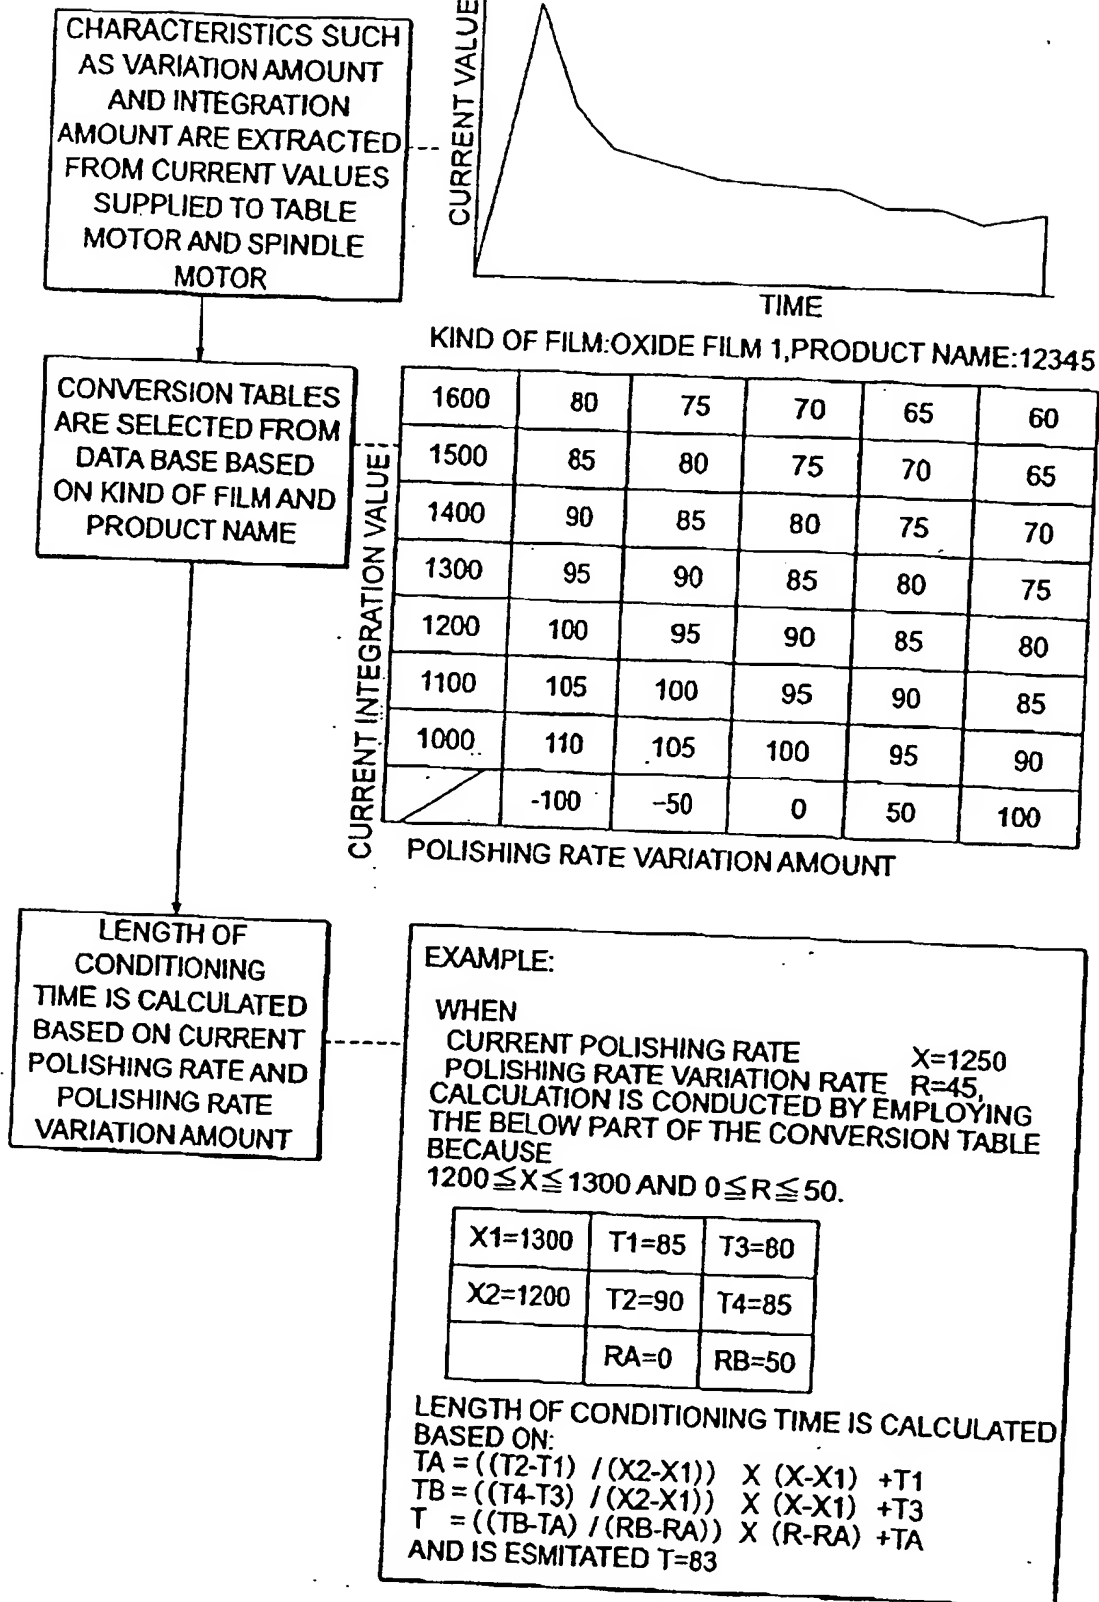 CHARACTERISTICS SUCH
AS VARIATION AMOUNT
AND INTEGRATION
AMOUNT ARE EXTRACTED
FROM CURRENT VALUES
SUPPLIED TO TABLE
MOTOR AND SPINDLE
MOTOR
CURRENT VALUE
TIME
CONVERSION TABLES
ARE SELECTED FROM
DATA BASE BASED
ON KIND OF FILM AND
PRODUCT NAME
KIND OF FILM:OXIDE FILM 1,PRODUCT NAME:12345
CURRENT INTEGRATION VALUE
1600 80 75 70 65 60
1500 85 80 75 70 65
1400 90 85 80 75 70
1300 95 90 85 80 75
1200 100 95 90 85 80
1100 105 100 95 90 85
1000 110 105 100 95 90
-100 -50 0 50 100
POLISHING RATE VARIATION AMOUNT
LENGTH OF
CONDITIONING
TIME IS CALCULATED
BASED ON CURRENT
POLISHING RATE AND
POLISHING RATE
VARIATION AMOUNT
EXAMPLE:
WHEN
CURRENT POLISHING RATE X=1250
POLISHING RATE VARIATION RATE R=45,
CALCULATION IS CONDUCTED BY EMPLOYING
THE BELOW PART OF THE CONVERSION TABLE
BECAUSE
1200≦X≦1300 AND 0≦R≦50.
X1=1300 T1=85 T3=80
X2=1200 T2=90 T4=85
RA=0 RB=50
LENGTH OF CONDITIONING TIME IS CALCULATED
BASED ON:
TA = ((T2-T1) /(X2-X1)) X (X-X1) +T1
TB = ((T4-T3) /(X2-X1)) X (X-X1) +T3
T = ((TB-TA) /(RB-RA)) X (R-RA) +TA
AND IS ESMITATED T=83